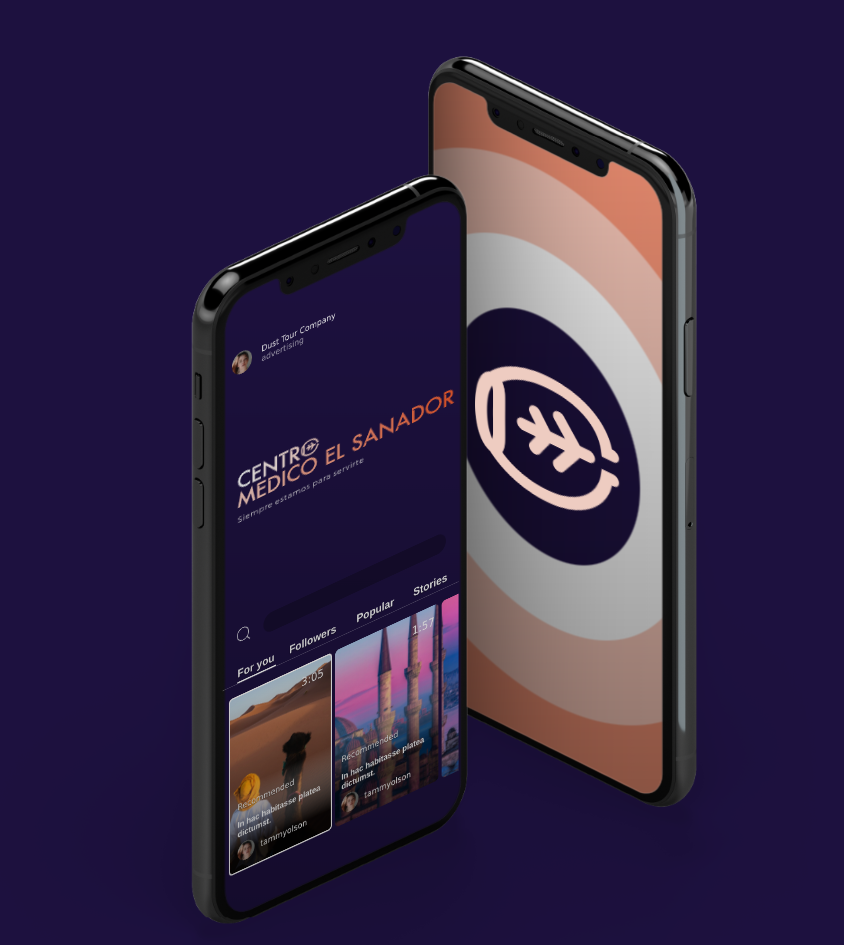 Dust Tour Company
advertising
CENTRO
MEDICO EL SANADOR
Siempre estamos para servirte
For you
Followers
Popular
Stories
3:05
Recommended
In hac habitasse platea
dictumst.
tammyolson
1:57
Recommended
In hac habitasse platea
dictumst.
tammyolson